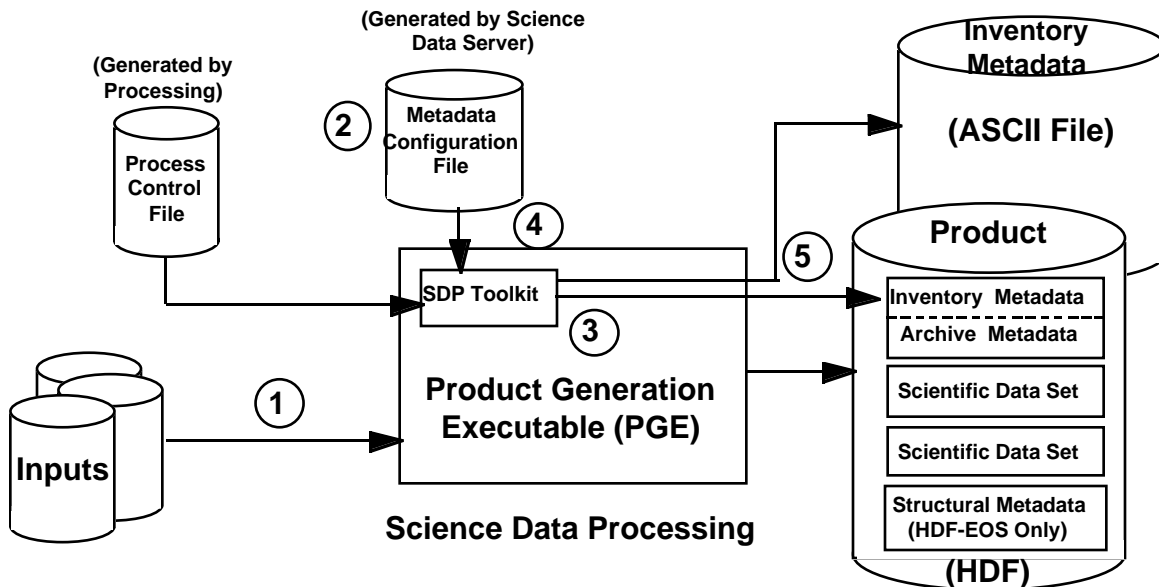 (Generated by
Processing)
Process
Control
File
(Generated by Science
Data Server)
2
Metadata
Configuration
File
4
SDP Toolkit
3
5
1
Inputs
Product Generation
Executable (PGE)
Science Data Processing
Inventory
Metadata
(ASCII File)
Product
Inventory Metadata
Archive Metadata
Scientific Data Set
Scientific Data Set
Structural Metadata
(HDF-EOS Only)
(HDF)